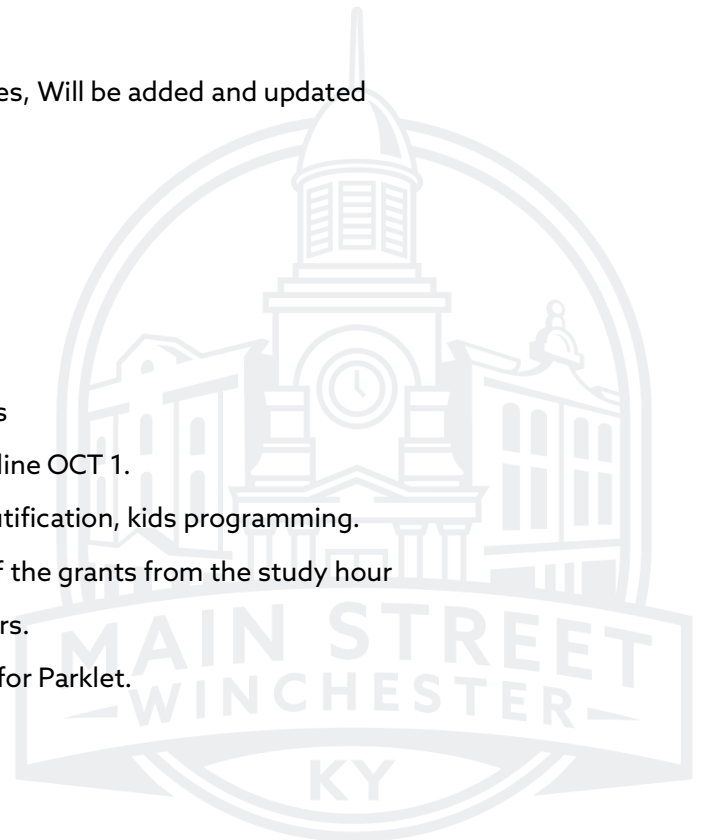 es, Will be added and updated
s
line OCT 1.
utification, kids programming.
f the grants from the study hour
rs.
for Parklet.
MAIN STREET
WINCHESTER
KY